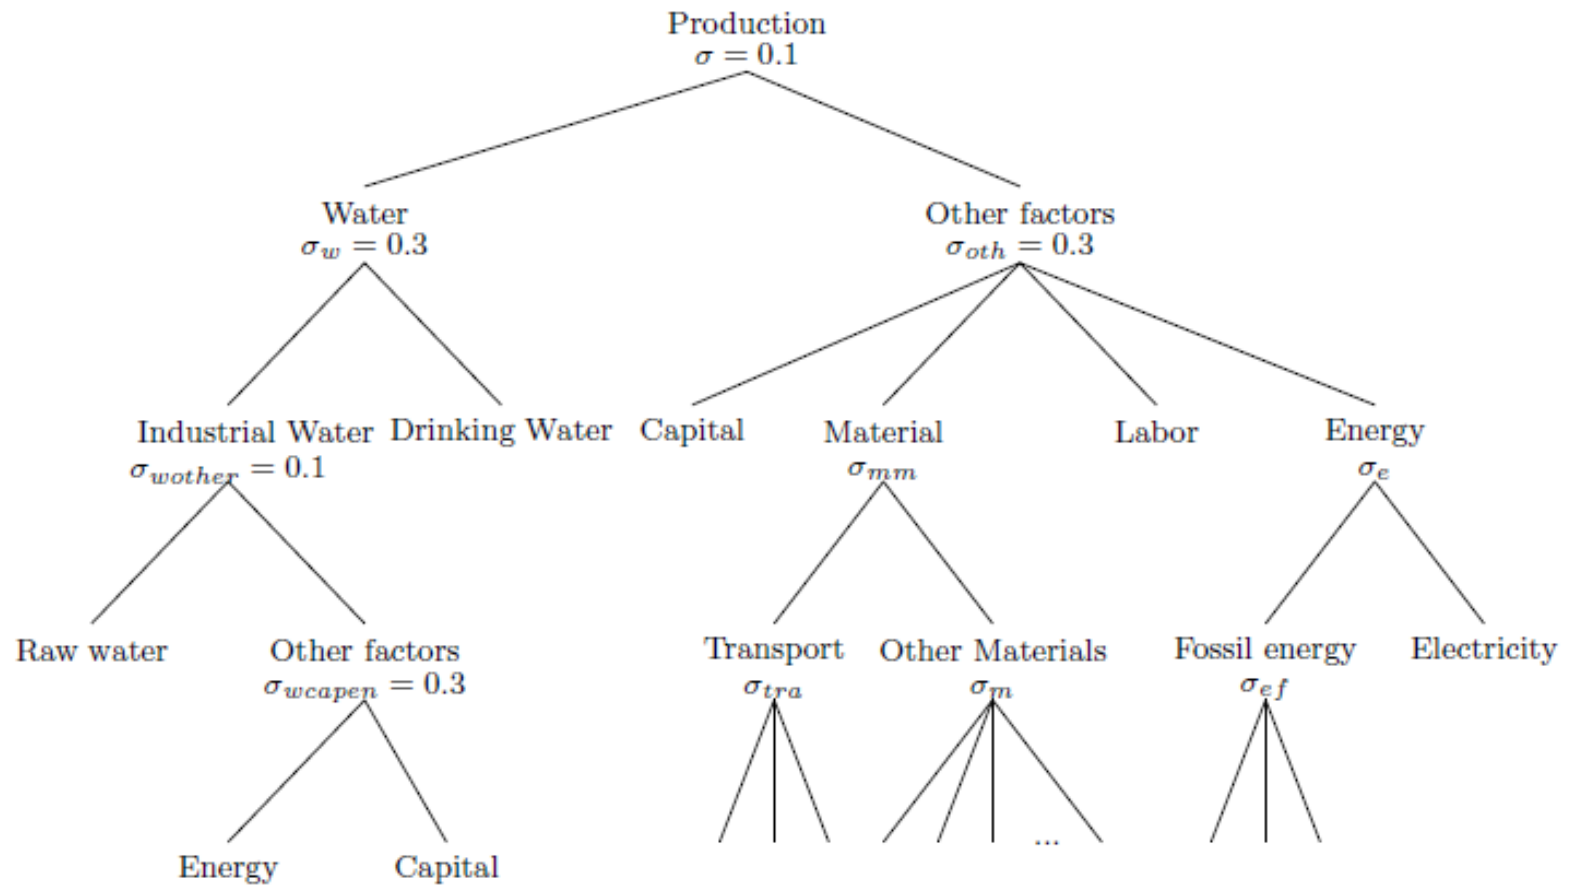 Production
σ = 0.1
Water
σ_w = 0.3
Other factors
σ_oth = 0.3
Industrial Water
σ_wother = 0.1
Drinking Water
Capital
Material
σ_mm
Labor
Energy
σ_e
Raw water
Other factors
σ_wcapen = 0.3
Transport
σ_tra
Other Materials
σ_m
Fossil energy
σ_ef
Electricity
...
Energy
Capital